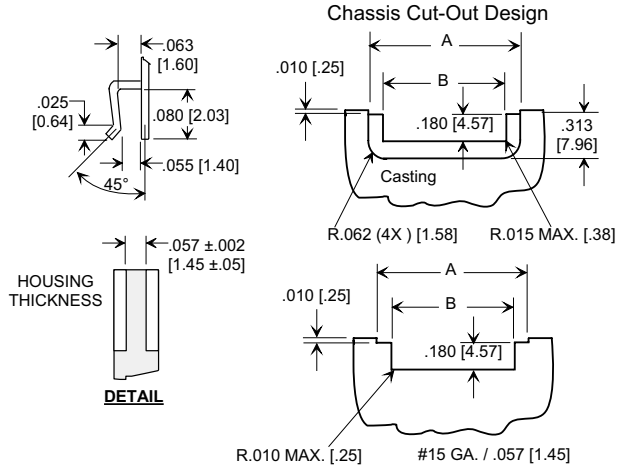 Chassis Cut-Out Design
.063
[1.60]
.025
[0.64]
.080 [2.03]
.055 [1.40]
45°
A
.010 [.25]
B
.180 [4.57]
.313
[7.96]
Casting
R.062 (4X ) [1.58]
R.015 MAX. [.38]
.057 ±.002
[1.45 ±.05]
HOUSING
THICKNESS
DETAIL
A
.010 [.25]
B
.180 [4.57]
R.010 MAX. [.25]
#15 GA. / .057 [1.45]